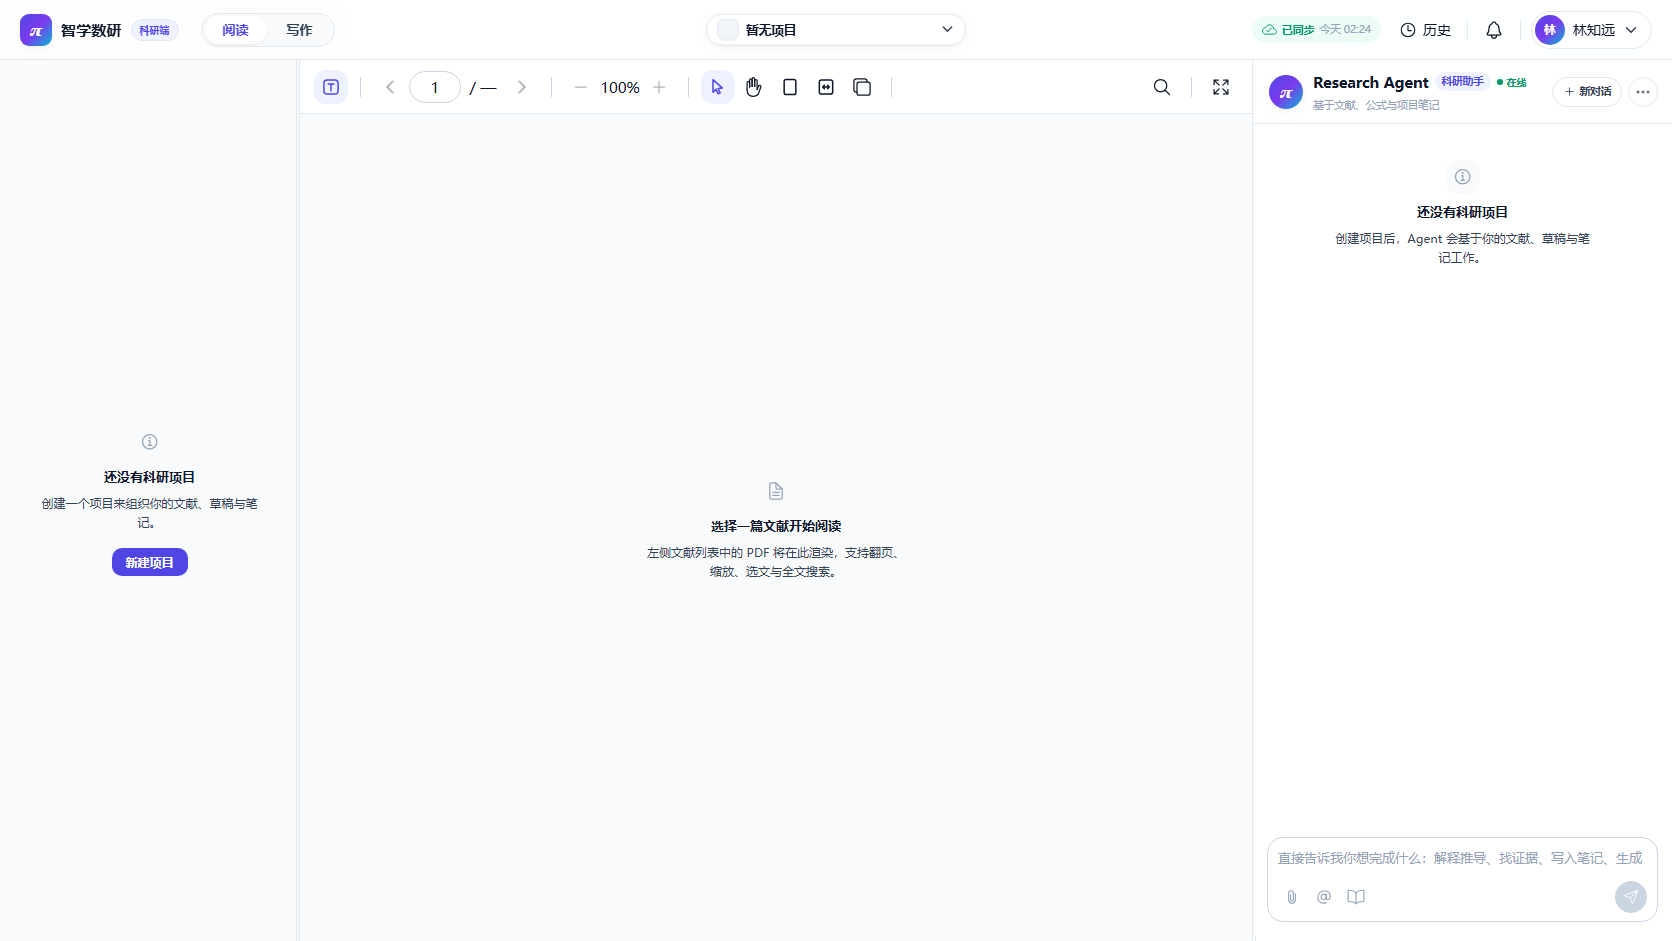 π 智学数研 科研端 阅读 写作
暂无项目
已同步 今天 02:24 历史 林 林知远
T 1 / — 100%
π Research Agent 科研助手 在线
基于文献、公式与项目笔记
+ 新对话
还没有科研项目
创建一个项目来组织你的文献、草稿与笔
记。
新建项目
选择一篇文献开始阅读
左侧文献列表中的 PDF 将在此渲染，支持翻页、
缩放、选文与全文搜索。
还没有科研项目
创建项目后，Agent 会基于你的文献、草稿与笔
记工作。
直接告诉我你想完成什么：解释推导、找证据、写入笔记、生成
@